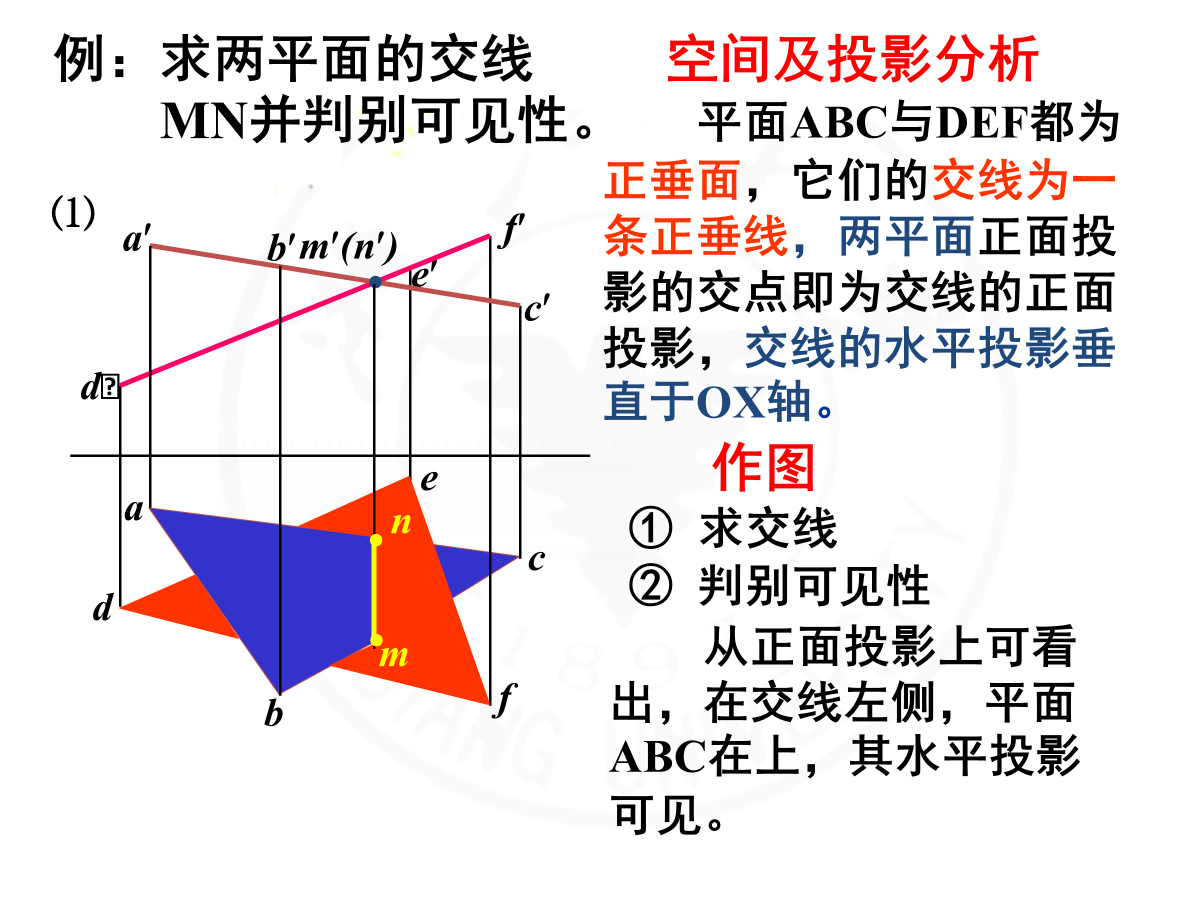 例：求两平面的交线
MN并判别可见性。
空间及投影分析
平面ABC与DEF都为
正垂面，它们的交线为一
条正垂线，两平面正面投
影的交点即为交线的正面
投影，交线的水平投影垂
直于OX轴。
作图
① 求交线
② 判别可见性
从正面投影上可看
出，在交线左侧，平面
ABC在上，其水平投影
可见。
⑴
a′
b′
m′(n′)
f′
e′
c′
d
e
a
n
c
d
m
b
f